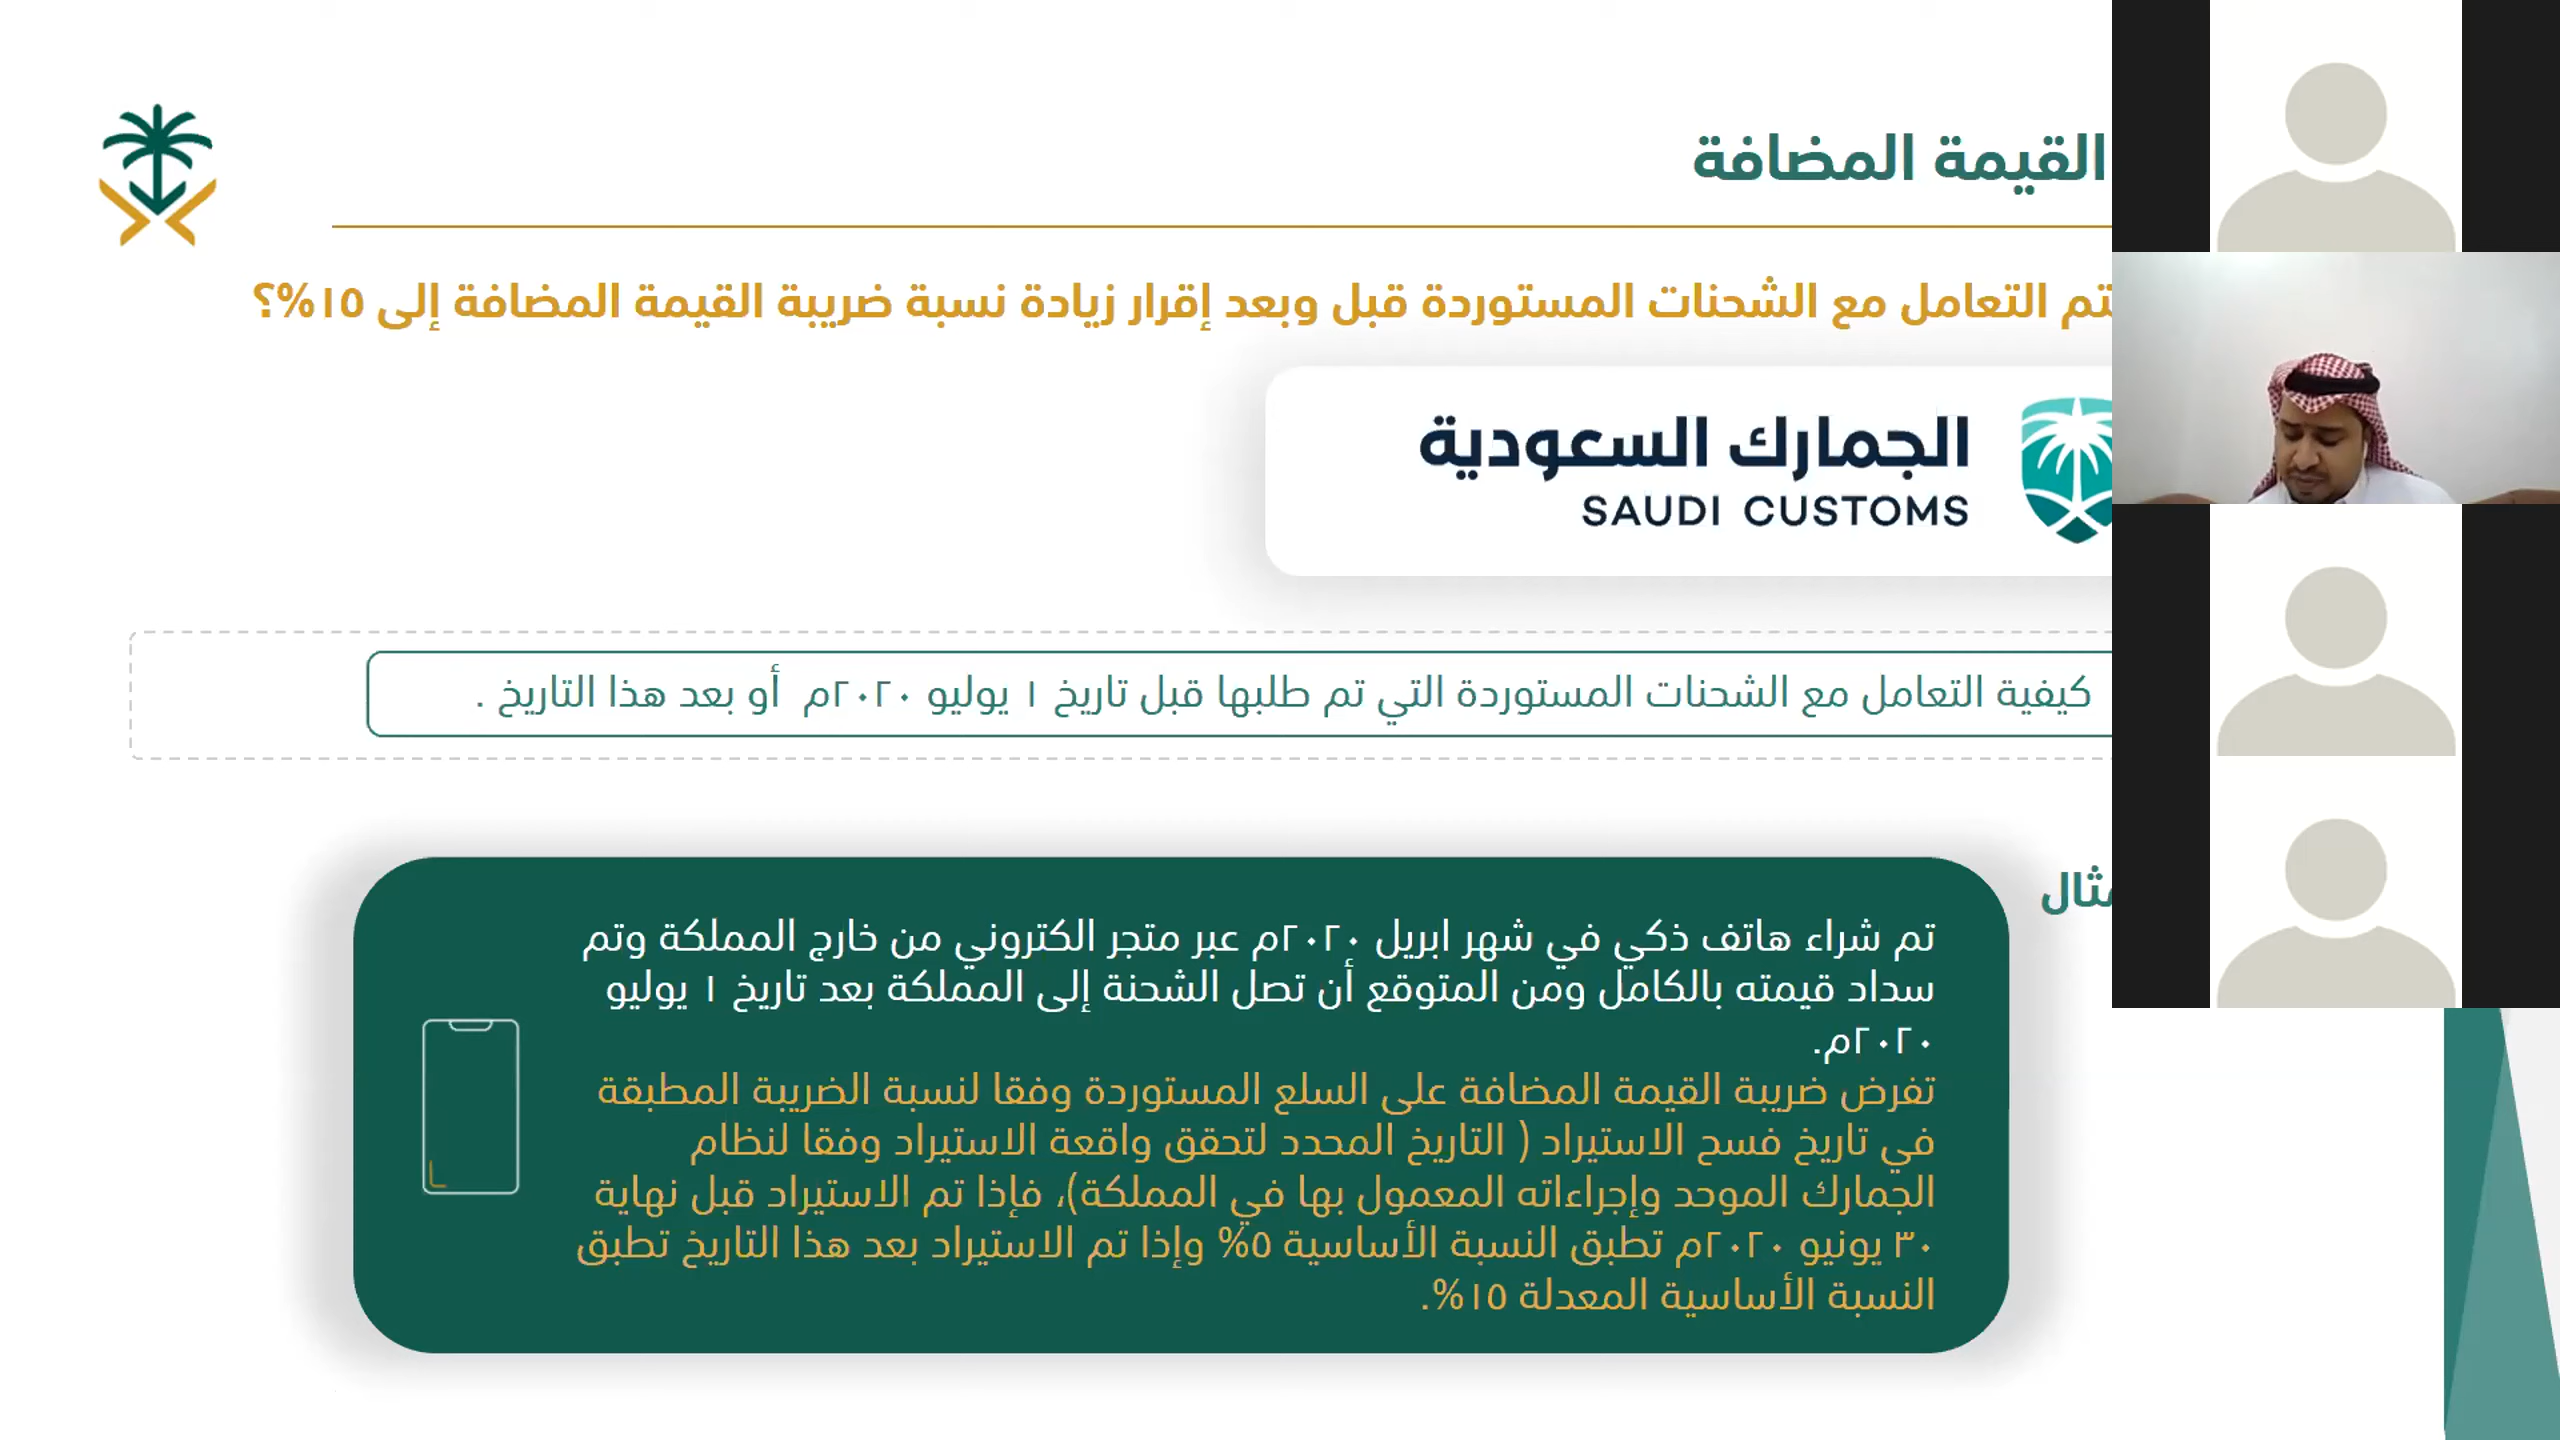 القيمة المضافة
التعامل مع الشحنات المستوردة قبل وبعد إقرار زيادة نسبة ضريبة القيمة المضافة إلى ١٥%؟
الجمارك السعودية
SAUDI CUSTOMS
كيفية التعامل مع الشحنات المستوردة التي تم طلبها قبل تاريخ ١ يوليو ٢٠٢٠م أو بعد هذا التاريخ .
تم شراء هاتف ذكي في شهر ابريل ٢٠٢٠م عبر متجر الكتروني من خارج المملكة وتم
سداد قيمته بالكامل ومن المتوقع أن تصل الشحنة إلى المملكة بعد تاريخ ١ يوليو
٢٠٢٠م.
تفرض ضريبة القيمة المضافة على السلع المستوردة وفقا لنسبة الضريبة المطبقة
في تاريخ فسح الاستيراد ( التاريخ المحدد لتحقق واقعة الاستيراد وفقا لنظام
الجمارك الموحد وإجراءاته المعمول بها في المملكة)، فإذا تم الاستيراد قبل نهاية
٣٠ يونيو ٢٠٢٠م تطبق النسبة الأساسية ٥% وإذا تم الاستيراد بعد هذا التاريخ تطبق
النسبة الأساسية المعدلة ١٥%.